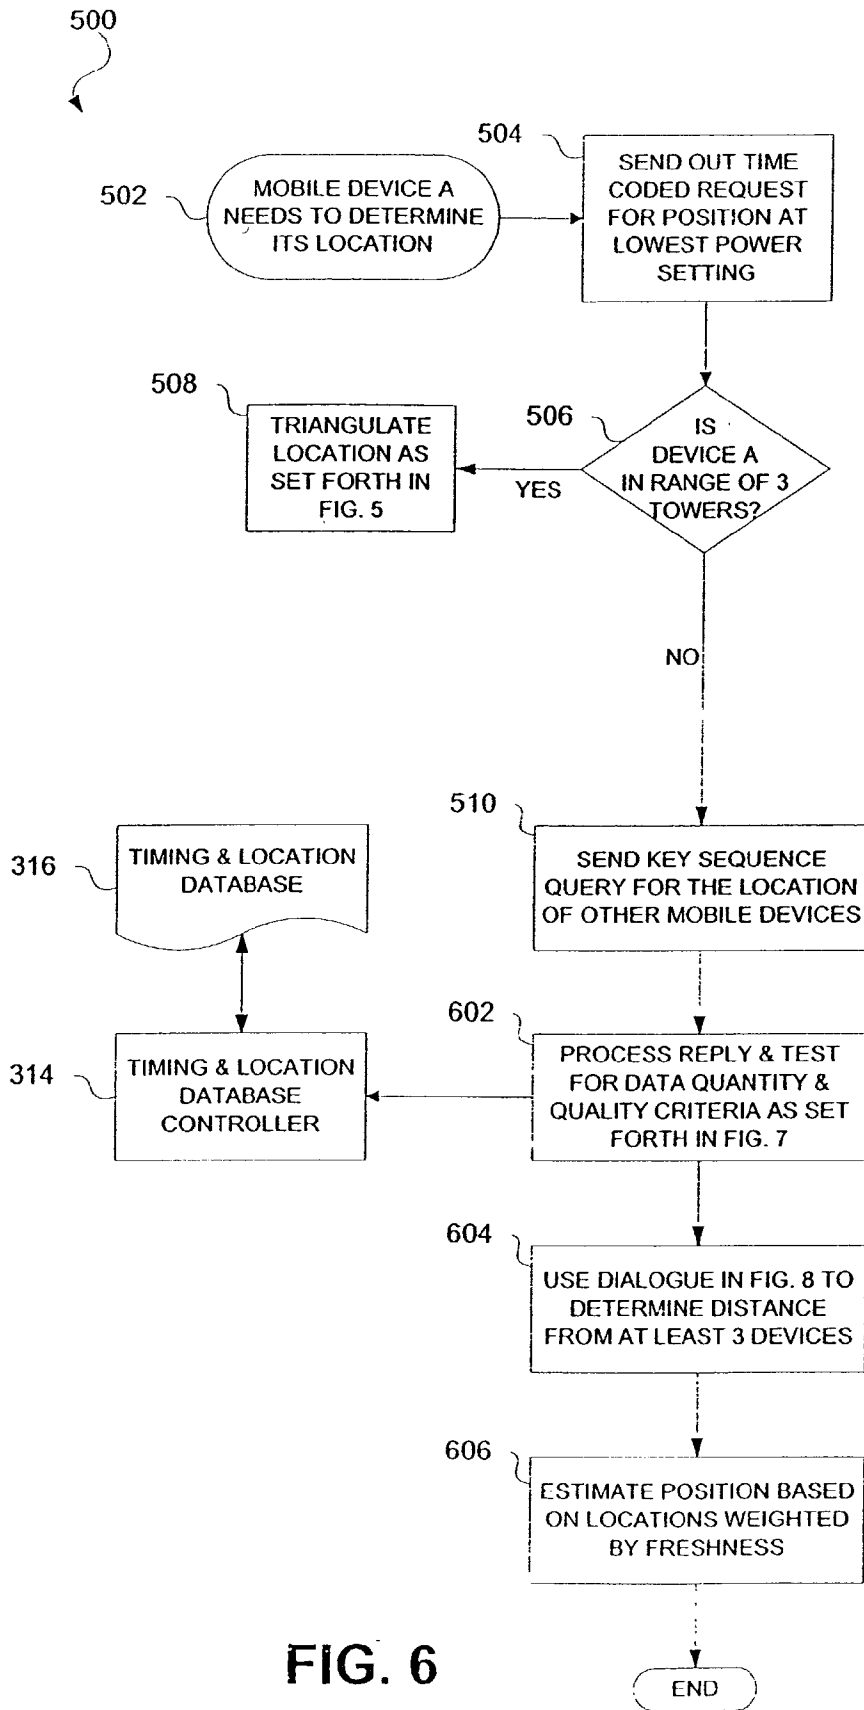 500
504
SEND OUT TIME
CODED REQUEST
FOR POSITION AT
LOWEST POWER
SETTING
502
MOBILE DEVICE A
NEEDS TO DETERMINE
ITS LOCATION
508
TRIANGULATE
LOCATION AS
SET FORTH IN
FIG. 5
506
IS
DEVICE A
IN RANGE OF 3
TOWERS?
YES
NO
510
SEND KEY SEQUENCE
QUERY FOR THE LOCATION
OF OTHER MOBILE DEVICES
316
TIMING & LOCATION
DATABASE
602
PROCESS REPLY & TEST
FOR DATA QUANTITY &
QUALITY CRITERIA AS SET
FORTH IN FIG. 7
314
TIMING & LOCATION
DATABASE
CONTROLLER
604
USE DIALOGUE IN FIG. 8 TO
DETERMINE DISTANCE
FROM AT LEAST 3 DEVICES
606
ESTIMATE POSITION BASED
ON LOCATIONS WEIGHTED
BY FRESHNESS
FIG. 6
END